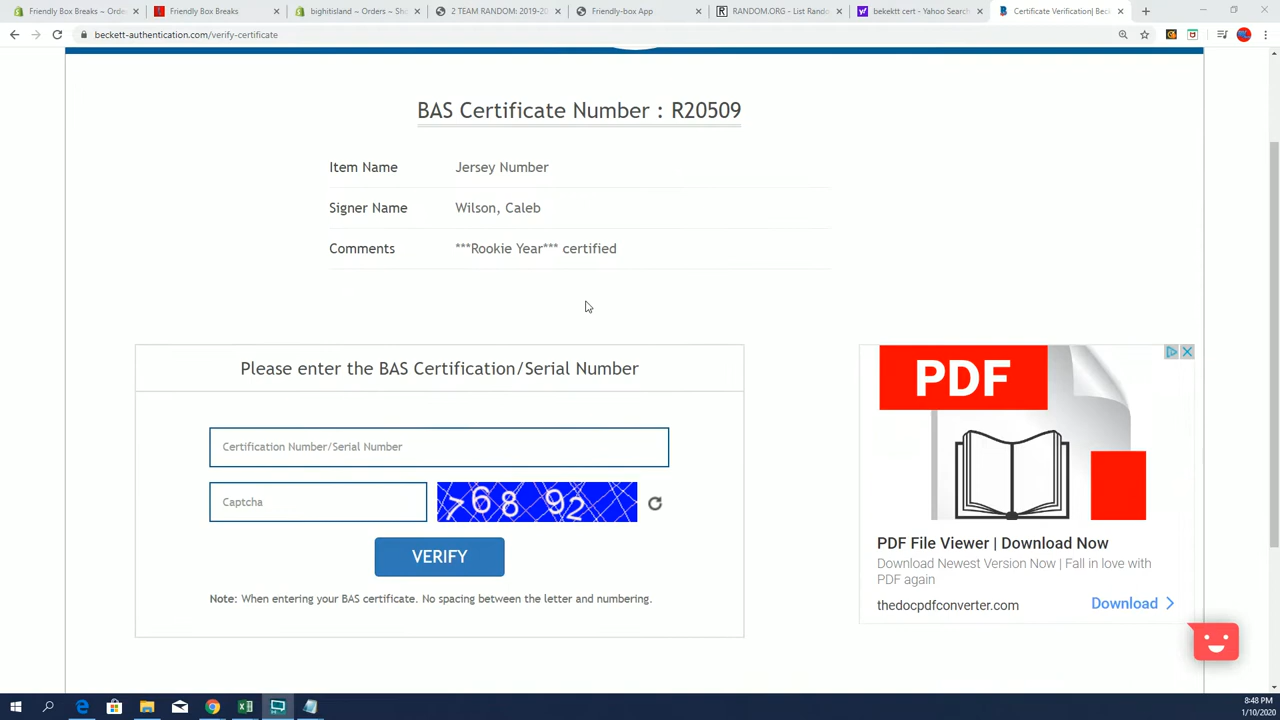 Friendly Box Breaks ~ Orde
Friendly Box Breaks
bighitisland ~ Orders ~ Sho
2 TEAM RANDOM: 2019-20
Friendly-box App
RANDOM.ORG - List Rando
bekektt cert - Yahoo Search
Certificate Verification| Bec
beckett-authentication.com/verify-certificate
BAS Certificate Number : R20509
Item Name Jersey Number
Signer Name Wilson, Caleb
Comments ***Rookie Year*** certified
Please enter the BAS Certification/Serial Number
Certification Number/Serial Number
Captcha 768 92
VERIFY
Note: When entering your BAS certificate. No spacing between the letter and numbering.
PDF
PDF File Viewer | Download Now
Download Newest Version Now | Fall in love with
PDF again
thedocpdfconverter.com Download
8:48 PM
1/10/2020